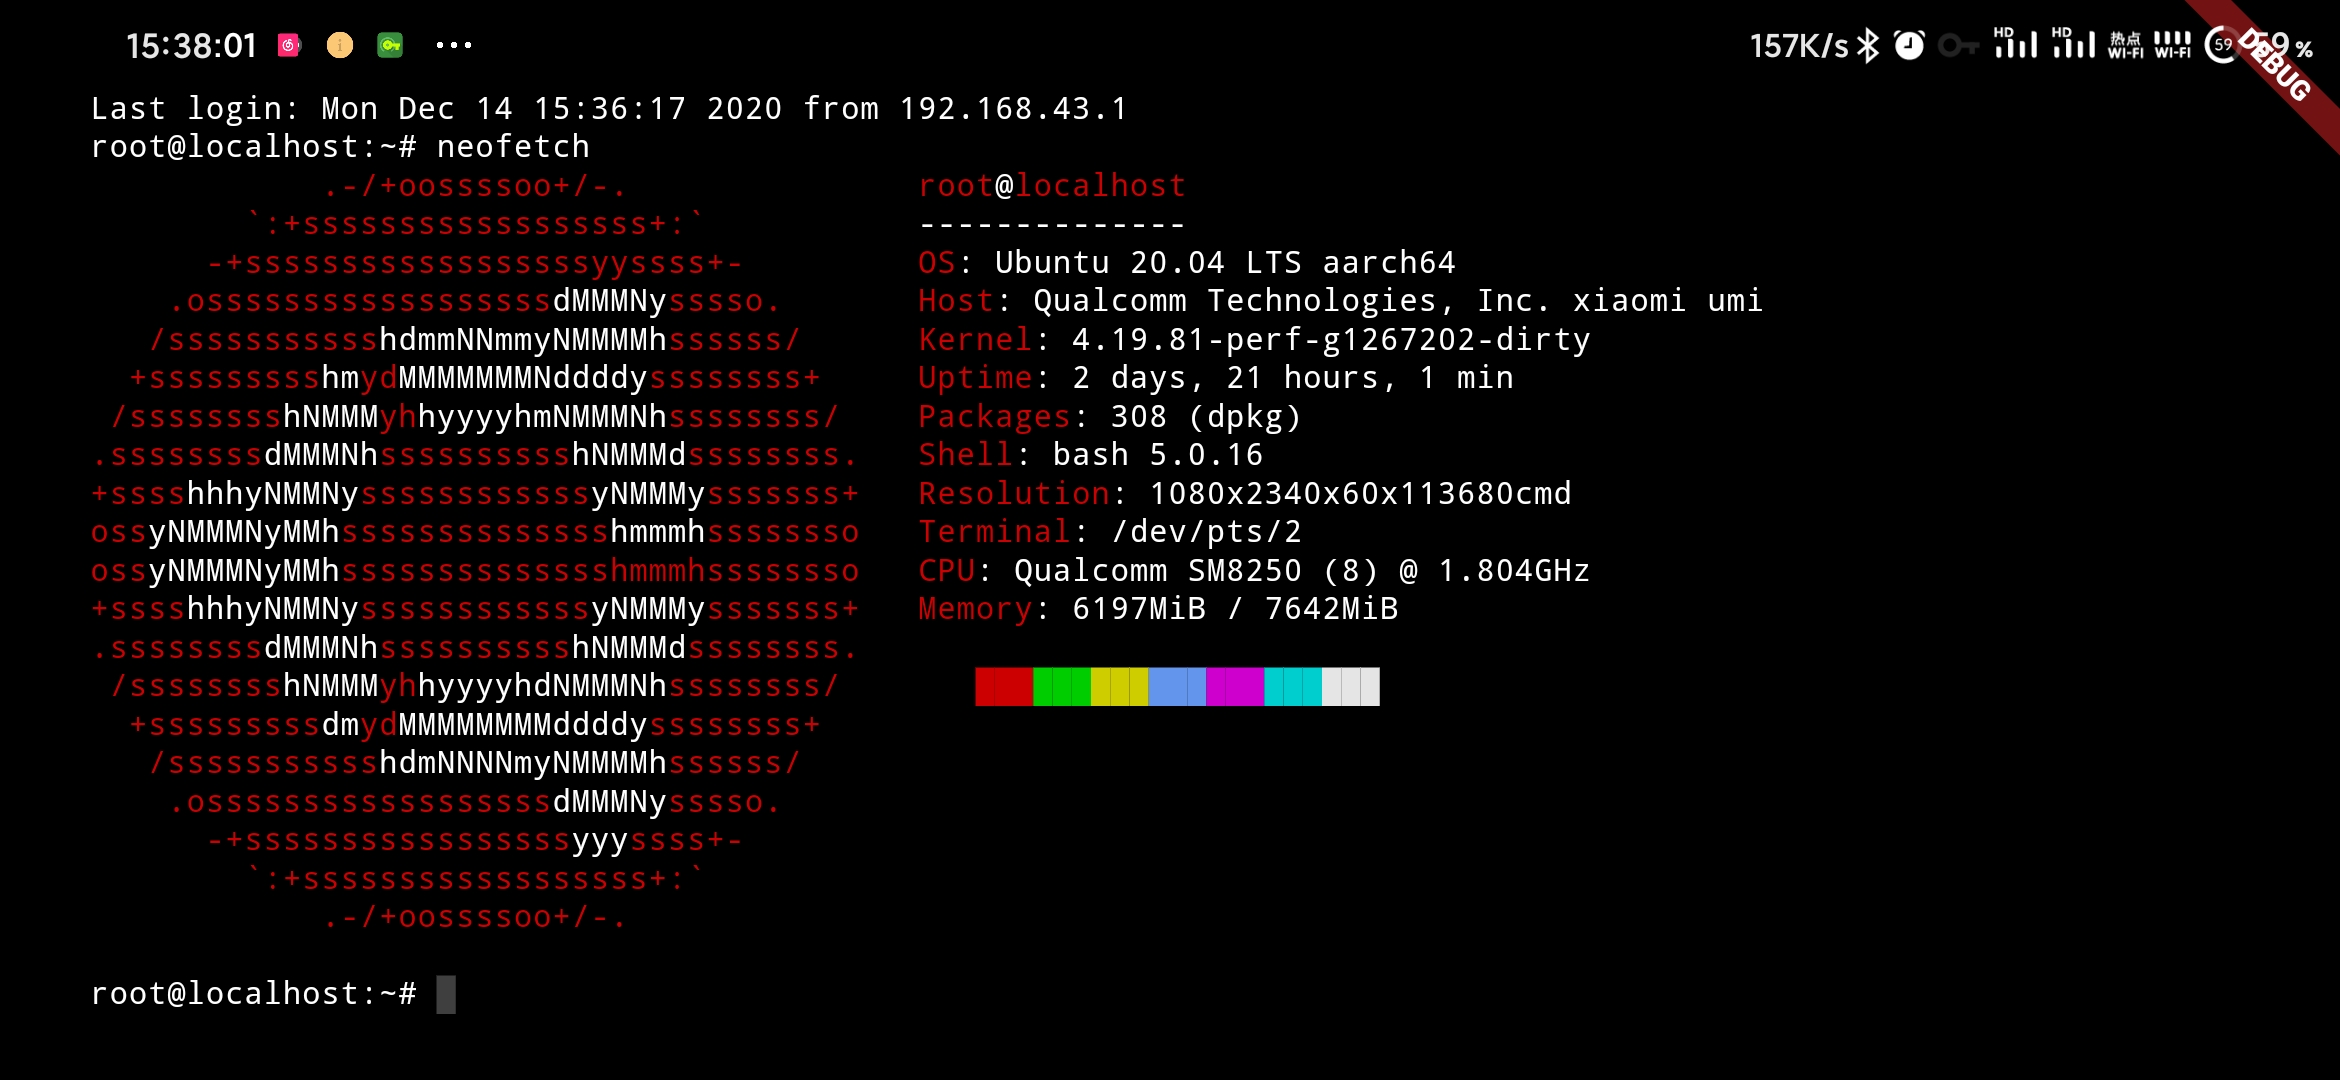 15:38:01 ... 157K/s HD HD 热点 WI-FI WI-FI 59 59 %
DEBUG
Last login: Mon Dec 14 15:36:17 2020 from 192.168.43.1
root@localhost:~# neofetch
.-/+oossssoo+/-. root@localhost
`:+ssssssssssssssssss+:` --------------
-+ssssssssssssssssssyyssss+- OS: Ubuntu 20.04 LTS aarch64
.ossssssssssssssssssdMMMNysssso. Host: Qualcomm Technologies, Inc. xiaomi umi
/ssssssssssshdmmNNmmyNMMMMhssssss/ Kernel: 4.19.81-perf-g1267202-dirty
+ssssssssshmydMMMMMMMNddddyssssssss+ Uptime: 2 days, 21 hours, 1 min
/sssssssshNMMMyhhyyyyhmNMMMNhssssssss/ Packages: 308 (dpkg)
.ssssssssdMMMNhsssssssssshNMMMdssssssss. Shell: bash 5.0.16
+sssshhhyNMMNyssssssssssssyNMMMysssssss+ Resolution: 1080x2340x60x113680cmd
ossyNMMMNyMMhsssssssssssssshmmmhssssssso Terminal: /dev/pts/2
ossyNMMMNyMMhsssssssssssssshmmmhssssssso CPU: Qualcomm SM8250 (8) @ 1.804GHz
+sssshhhyNMMNyssssssssssssyNMMMysssssss+ Memory: 6197MiB / 7642MiB
.ssssssssdMMMNhsssssssssshNMMMdssssssss.
/sssssssshNMMMyhhyyyyhdNMMMNhssssssss/
+sssssssssdmydMMMMMMMMddddyssssssss+
/ssssssssssshdmNNNNmyNMMMMhssssss/
.ossssssssssssssssssdMMMNysssso.
-+sssssssssssssssssyyyssss+-
`:+ssssssssssssssssss+:`
.-/+oossssoo+/-.
root@localhost:~#